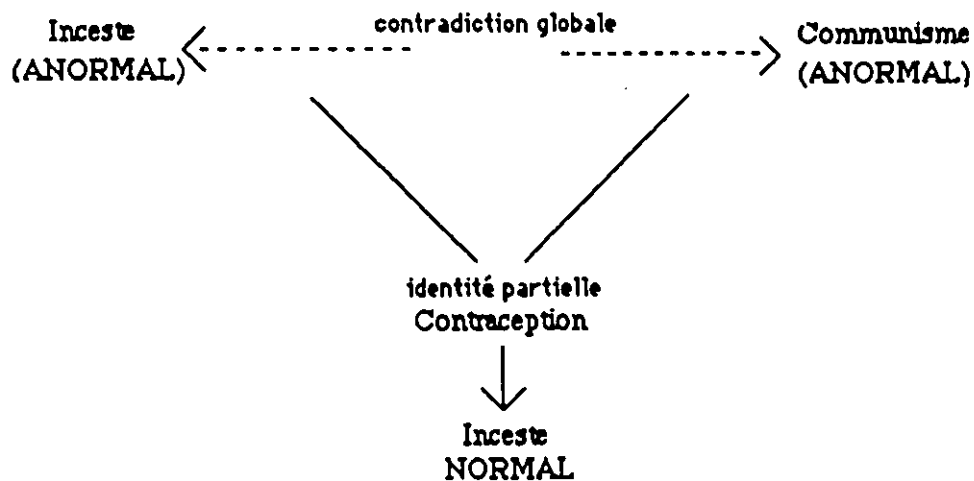 Inceste
(ANORMAL)
contradiction globale
Communisme
(ANORMAL)
identité partielle
Contraception
Inceste
NORMAL